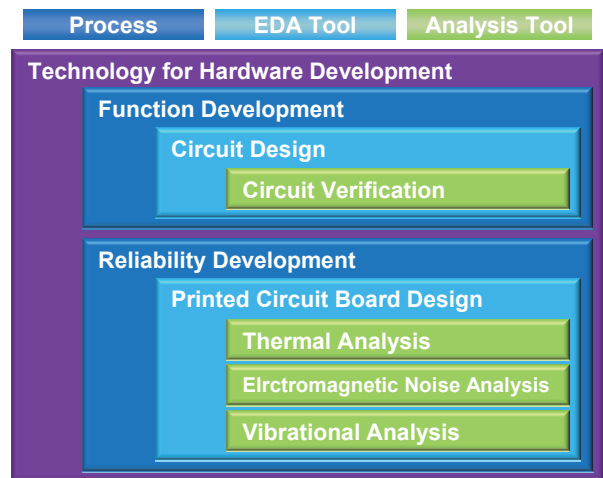 Process EDA Tool Analysis Tool
Technology for Hardware Development
Function Development
Circuit Design
Circuit Verification
Reliability Development
Printed Circuit Board Design
Thermal Analysis
Elrctromagnetic Noise Analysis
Vibrational Analysis